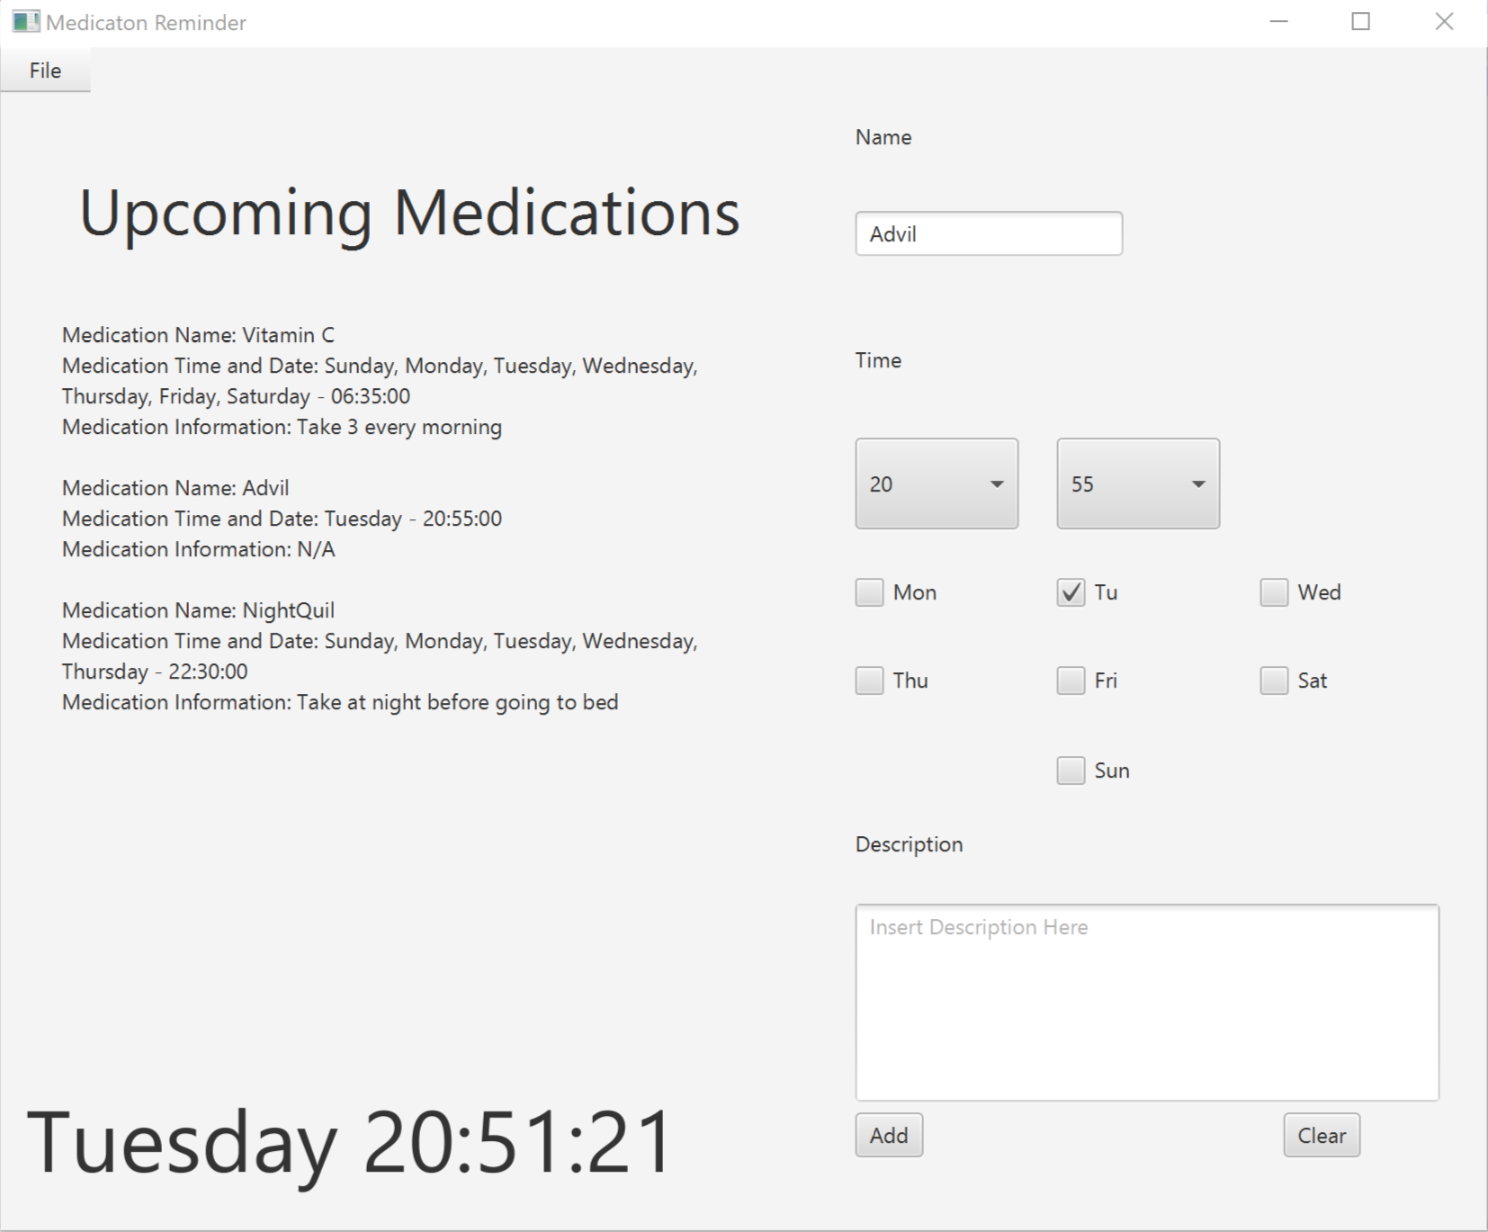 Medicaton Reminder
File
Upcoming Medications
Medication Name: Vitamin C
Medication Time and Date: Sunday, Monday, Tuesday, Wednesday,
Thursday, Friday, Saturday - 06:35:00
Medication Information: Take 3 every morning
Medication Name: Advil
Medication Time and Date: Tuesday - 20:55:00
Medication Information: N/A
Medication Name: NightQuil
Medication Time and Date: Sunday, Monday, Tuesday, Wednesday,
Thursday - 22:30:00
Medication Information: Take at night before going to bed
Tuesday 20:51:21
Name
Advil
Time
20 55
Mon Tu Wed
Thu Fri Sat
Sun
Description
Insert Description Here
Add Clear